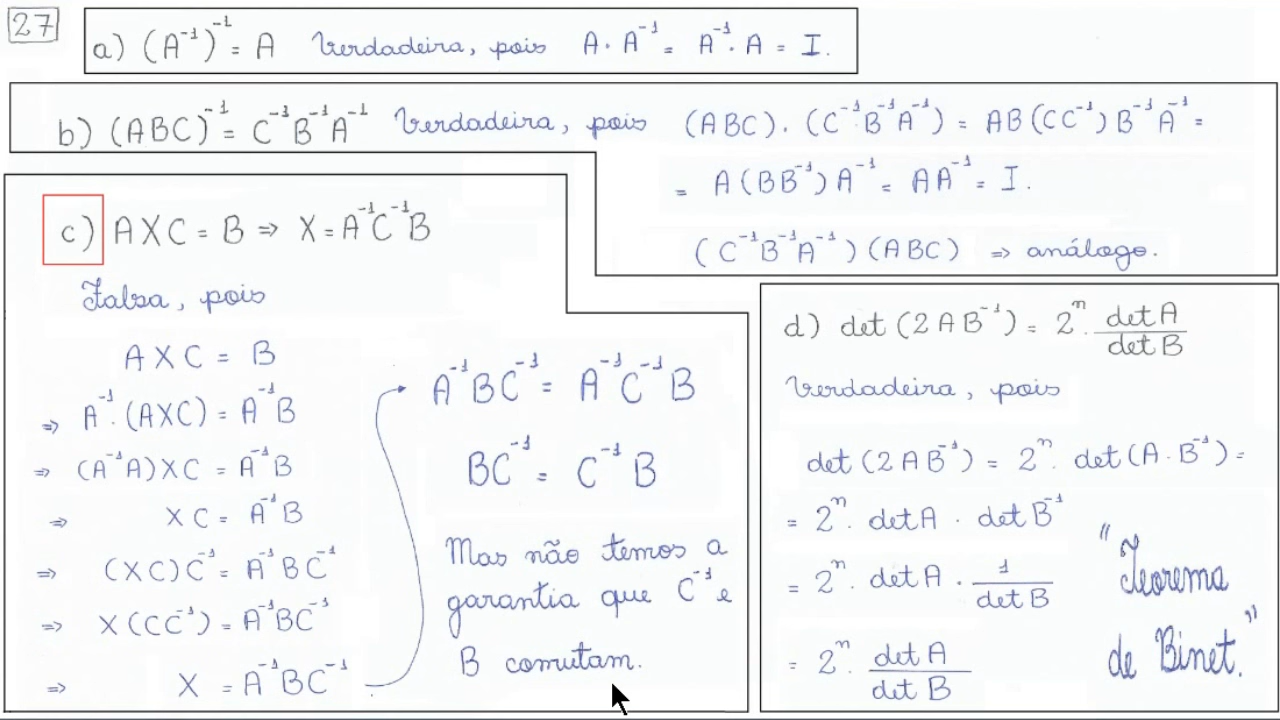 27
a) (A⁻¹)⁻¹ = A Verdadeira, pois A · A⁻¹ = A⁻¹ · A = I.
b) (ABC)⁻¹ = C⁻¹B⁻¹A⁻¹ Verdadeira, pois (ABC) · (C⁻¹B⁻¹A⁻¹) = AB(CC⁻¹)B⁻¹A⁻¹ =
= A(BB⁻¹)A⁻¹ = AA⁻¹ = I.
(C⁻¹B⁻¹A⁻¹)(ABC) ⇒ análogo.
c) AXC = B ⇒ X = A⁻¹C⁻¹B
Falsa, pois
AXC = B
⇒ A⁻¹ · (AXC) = A⁻¹B
⇒ (A⁻¹A)XC = A⁻¹B
⇒ XC = A⁻¹B
⇒ (XC)C⁻¹ = A⁻¹BC⁻¹
⇒ X(CC⁻¹) = A⁻¹BC⁻¹
⇒ X = A⁻¹BC⁻¹
A⁻¹BC⁻¹ = A⁻¹C⁻¹B
BC⁻¹ = C⁻¹B
Mas não temos a
garantia que C⁻¹ e
B comutam.
d) det(2AB⁻¹) = 2ⁿ · det A / det B
Verdadeira, pois
det(2AB⁻¹) = 2ⁿ · det(A · B⁻¹) =
= 2ⁿ · det A · det B⁻¹
= 2ⁿ · det A · 1 / det B
= 2ⁿ · det A / det B
"Teorema
de Binet."